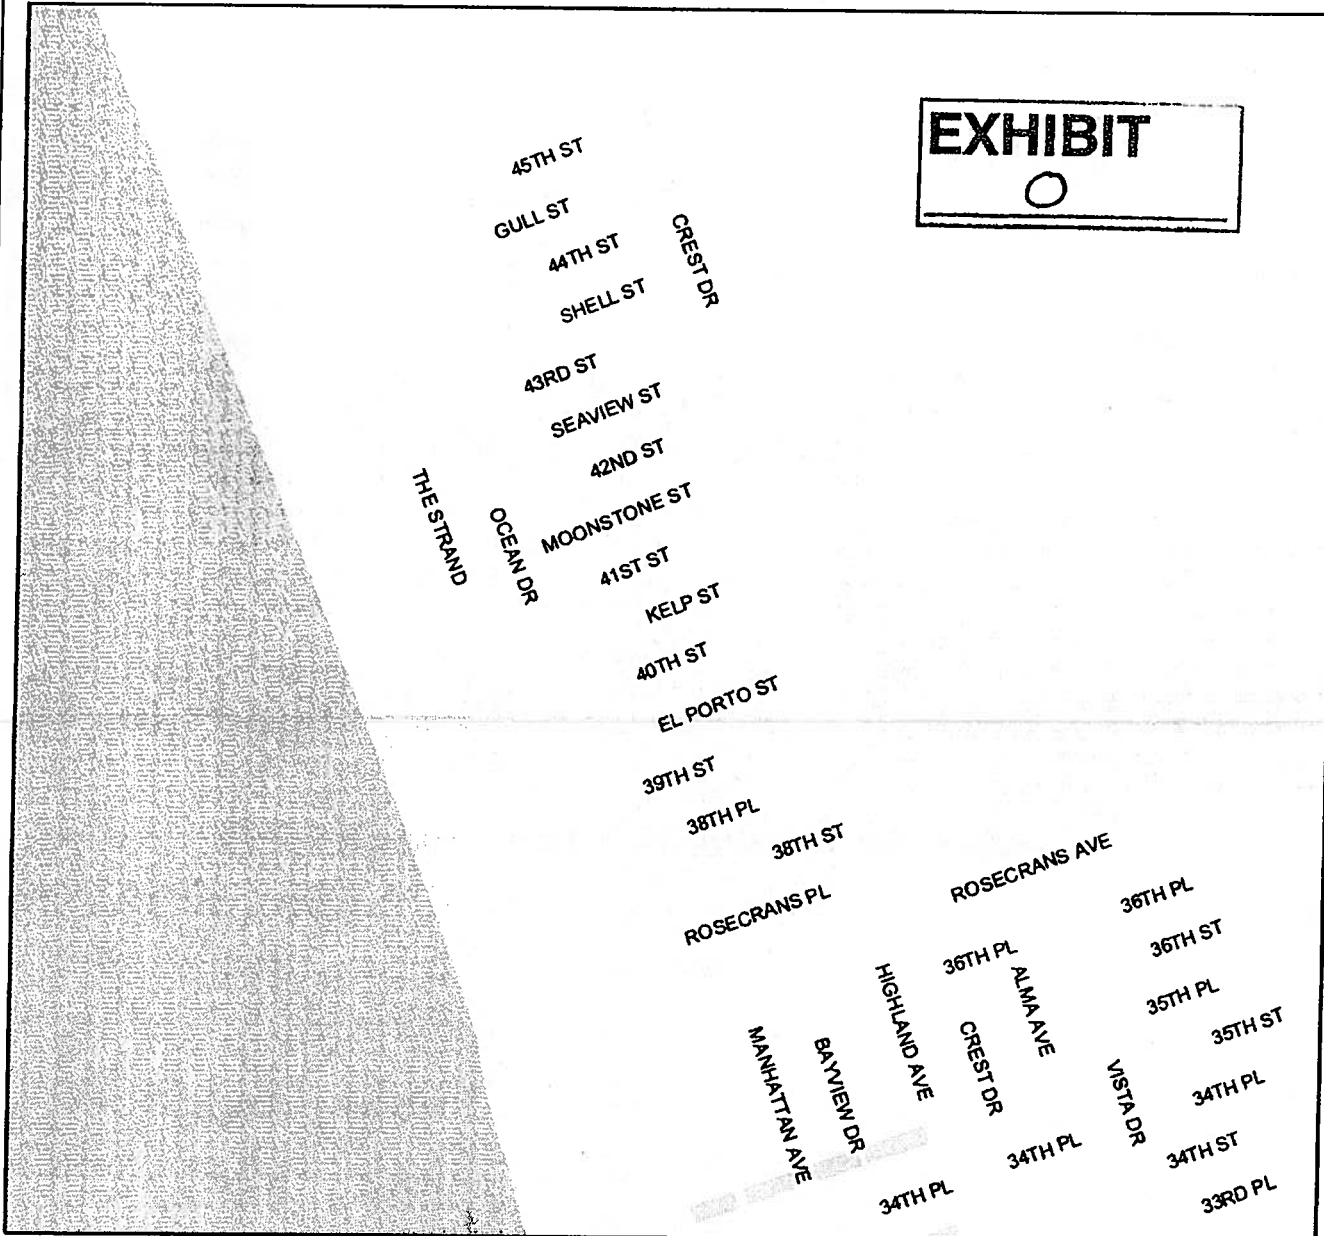 EXHIBIT
O
45TH ST
GULL ST
44TH ST
CREST DR
SHELL ST
43RD ST
SEAVIEW ST
42ND ST
THE STRAND
OCEAN DR
MOONSTONE ST
41ST ST
KELP ST
40TH ST
EL PORTO ST
39TH ST
38TH PL
38TH ST
ROSECRANS AVE
ROSECRANS PL
36TH PL
36TH ST
36TH PL
HIGHLAND AVE
ALMA AVE
35TH PL
35TH ST
MANHATTAN AVE
BAYVIEW DR
CREST DR
VISTA DR
34TH PL
34TH PL
34TH ST
34TH PL
33RD PL